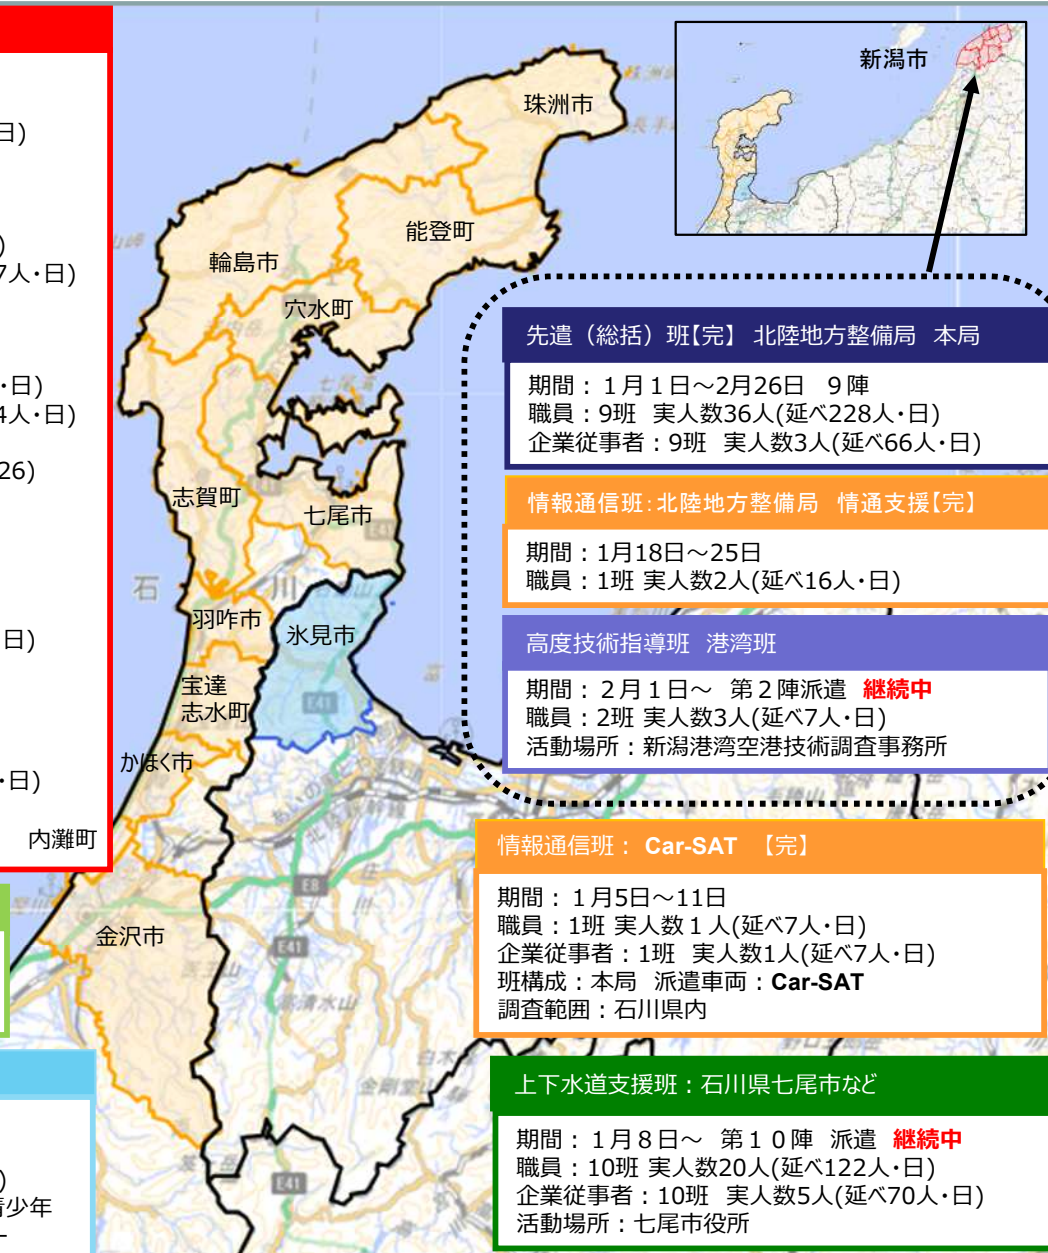 日)
)
7人・日)
・日)
4人・日)
26)
日)
・日)
内灘町
)
青少年
新潟市
珠洲市
能登町
輪島市
穴水町
志賀町
七尾市
石
川
羽咋市
氷見市
宝達
志水町
かほく市
金沢市
E41
E41
E8
E41
E41
先遣（総括）班【完】 北陸地方整備局 本局
期間：１月１日～2月26日 ９陣
職員：9班 実人数36人(延べ228人・日)
企業従事者：9班 実人数3人(延べ66人・日)
情報通信班：北陸地方整備局 情通支援【完】
期間：1月18日～25日
職員：1班 実人数2人(延べ16人・日)
高度技術指導班 港湾班
期間：２月１日～ 第２陣派遣 継続中
職員：2班 実人数3人(延べ7人・日)
活動場所：新潟港湾空港技術調査事務所
情報通信班： Car-SAT 【完】
期間：１月5日～11日
職員：1班 実人数１人(延べ7人・日)
企業従事者：1班 実人数1人(延べ7人・日)
班構成：本局 派遣車両：Car-SAT
調査範囲：石川県内
上下水道支援班：石川県七尾市など
期間：１月８日～ 第１０陣 派遣 継続中
職員：10班 実人数20人(延べ122人・日)
企業従事者：10班 実人数5人(延べ70人・日)
活動場所：七尾市役所